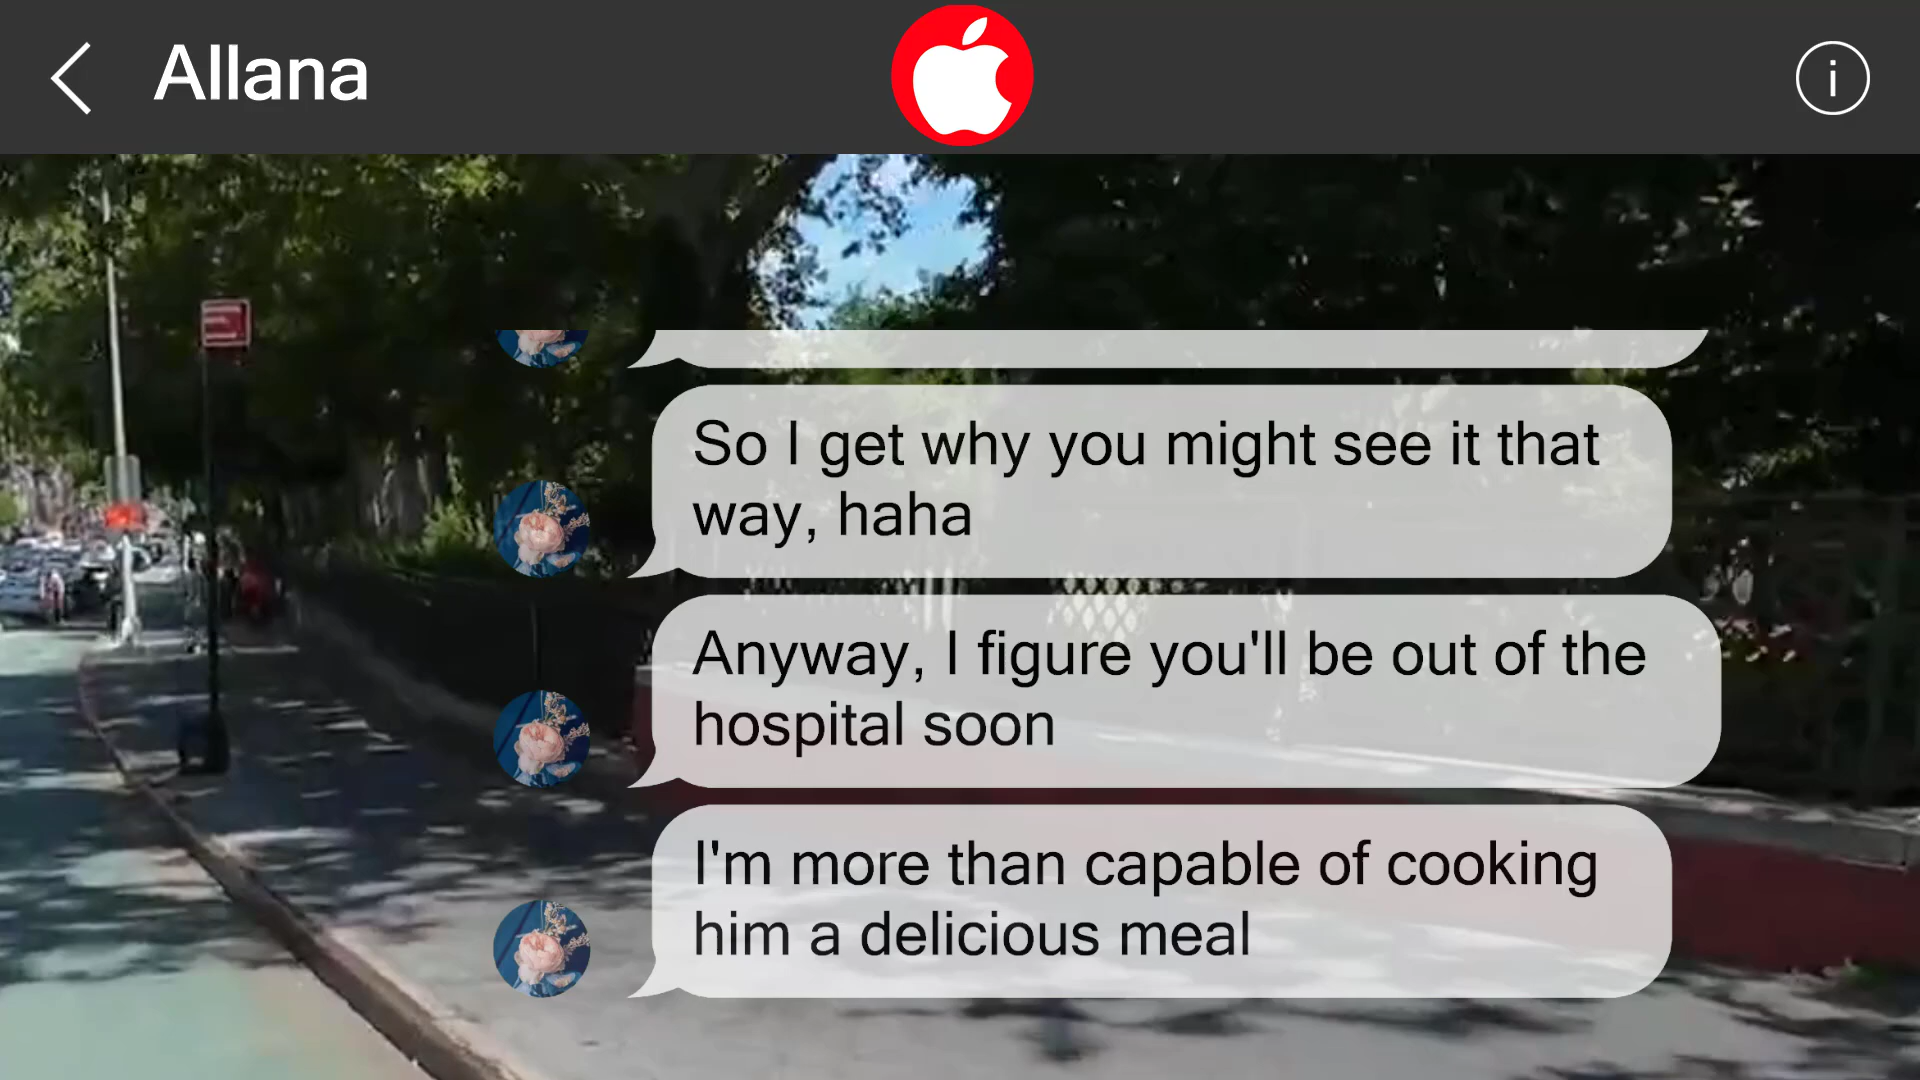 Allana
So I get why you might see it that
way, haha
Anyway, I figure you'll be out of the
hospital soon
I'm more than capable of cooking
him a delicious meal